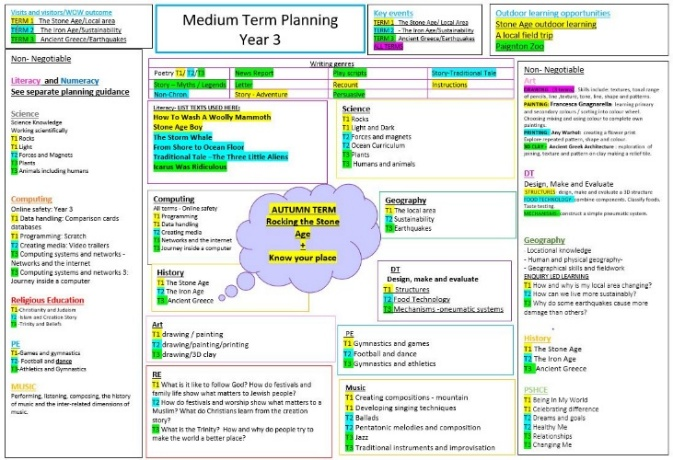 Visits and visitors/WOW outcome
TERM 1 The Stone Age/Local area
TERM 2 The Iron Age/Sustainability
TERM 3 Ancient Greece/Earthquakes
Medium Term Planning
Year 3
Key events
TERM 1 The Stone Age/ Local Area
TERM 2 - The Iron Age/ Sustainability
TERM 3 Ancient Greece/Earthquakes
ALL TERMS
Outdoor learning opportunities
Stone Age outdoor learning
A local field trip
Paignton Zoo
Non- Negotiable
Literacy and Numeracy
See separate planning guidance
Science
Science Knowledge
Working scientifically
T1 Rocks
T1 Light
T2 Forces and Magnets
T3 Plants
T3 Animals including humans
Computing
Online safety: Year 3
T1 Data handling: Comparison cards
databases
T1 Programming: Scratch
T2 Creating media: Video trailers
T3 Computing systems and networks -
Networks and the internet
T3 Computing systems and networks 3:
Journey inside a computer
Religious Education
T1-Christianity and Judaism
T2 Islam and Creation Story
T3 Trinity and Beliefs
PE
T1-Games and gymnastics
T2- Football and dance
T3-Athletics and Gymnastics
MUSIC
Performing, listening, composing, the history
of music and the inter-related dimensions of
music.
Writing genres
Poetry T1/ T2/T3 News Report Play scripts Story-Traditional Tale
Story – Myths / Legends Letter Recount Instructions
Non-Chron. Story - Adventure Persuasive
Literacy- LIST TEXTS USED HERE:
How To Wash A Woolly Mammoth
Stone Age Boy
The Storm Whale
From Shore to Ocean Floor
Traditional Tale - The Three Little Aliens
Icarus Was Ridiculous
Science
T1 Rocks
T1 Light and Dark
T2 Forces and magnets
T2 Ocean Curriculum
T3 Plants
T3 Humans and animals
Computing
All terms - Online safety
T1 Programming
T1 Data handling
T2 Creating media
T3 Networks and the internet
T3 Journey inside a computer
AUTUMN TERM
Rocking the Stone
Age
+
Know your place
Geography
T1 The local area
T2 Sustainability
T3 Earthquakes
History
T1 The Stone Age
T2 The Iron Age
T3 Ancient Greece
DT
Design, make and evaluate
T1 Structures
T2 Food Technology
T3 Mechanisms -pneumatic systems
Art
T1 drawing / painting
T2 drawing/painting/printing
T3 drawing/3D clay
PE
T1 Gymnastics and games
T2 Football and dance
T3 Gymnastics and athletics
RE
T1 What is it like to follow God? How do festivals and
family life show what matters to Jewish people?
T2 How do festivals and worship show what matters to a
Muslim? What do Christians learn from the creation
story?
T3 What is the Trinity? How and why do people try to
make the world a better place?
Music
T1 Creating compositions - mountain
T1 Developing singing techniques
T2 Ballads
T2 Pentatonic melodies and composition
T3 Jazz
T3 Traditional instruments and improvisation
Non- Negotiable
Art
Skills include: textures, tonal range
of pencils, line, texture, tone, line, shape and patterns.
PAINTING: learning primary
and secondary colours / sorting into colour wheel.
Choosing mixing and using colour to complete own
paintings.
PRINTING: Any Warhol: creating a flower print
Explore repeated pattern, shape and colour.
3D CLAY: Ancient Greek Architecture - exploration of
joining, texture and pattern on clay making a relief tile.
DT
Design, Make and Evaluate
STRUCTURES design, make and evaluate a 3D structure
FOOD TECHNOLOGY: combine components. Classify foods.
Taste testing
MECHANISMS: construct a simple pneumatic system.
Geography
Locational knowledge
- Human and physical geography-
- Geographical skills and fieldwork
ENQUIRY LED LEARNING
T1 How and why is my local area changing?
T2 How can we live more sustainably?
T3 Why do some earthquakes cause more
damage than others?
History
T1 The Stone Age
T2 The Iron Age
T3 Ancient Greece
PSHCE
T1 Being In My World
T1 Celebrating difference
T2 Dreams and goals
T2 Healthy Me
T3 Relationships
T3 Changing Me